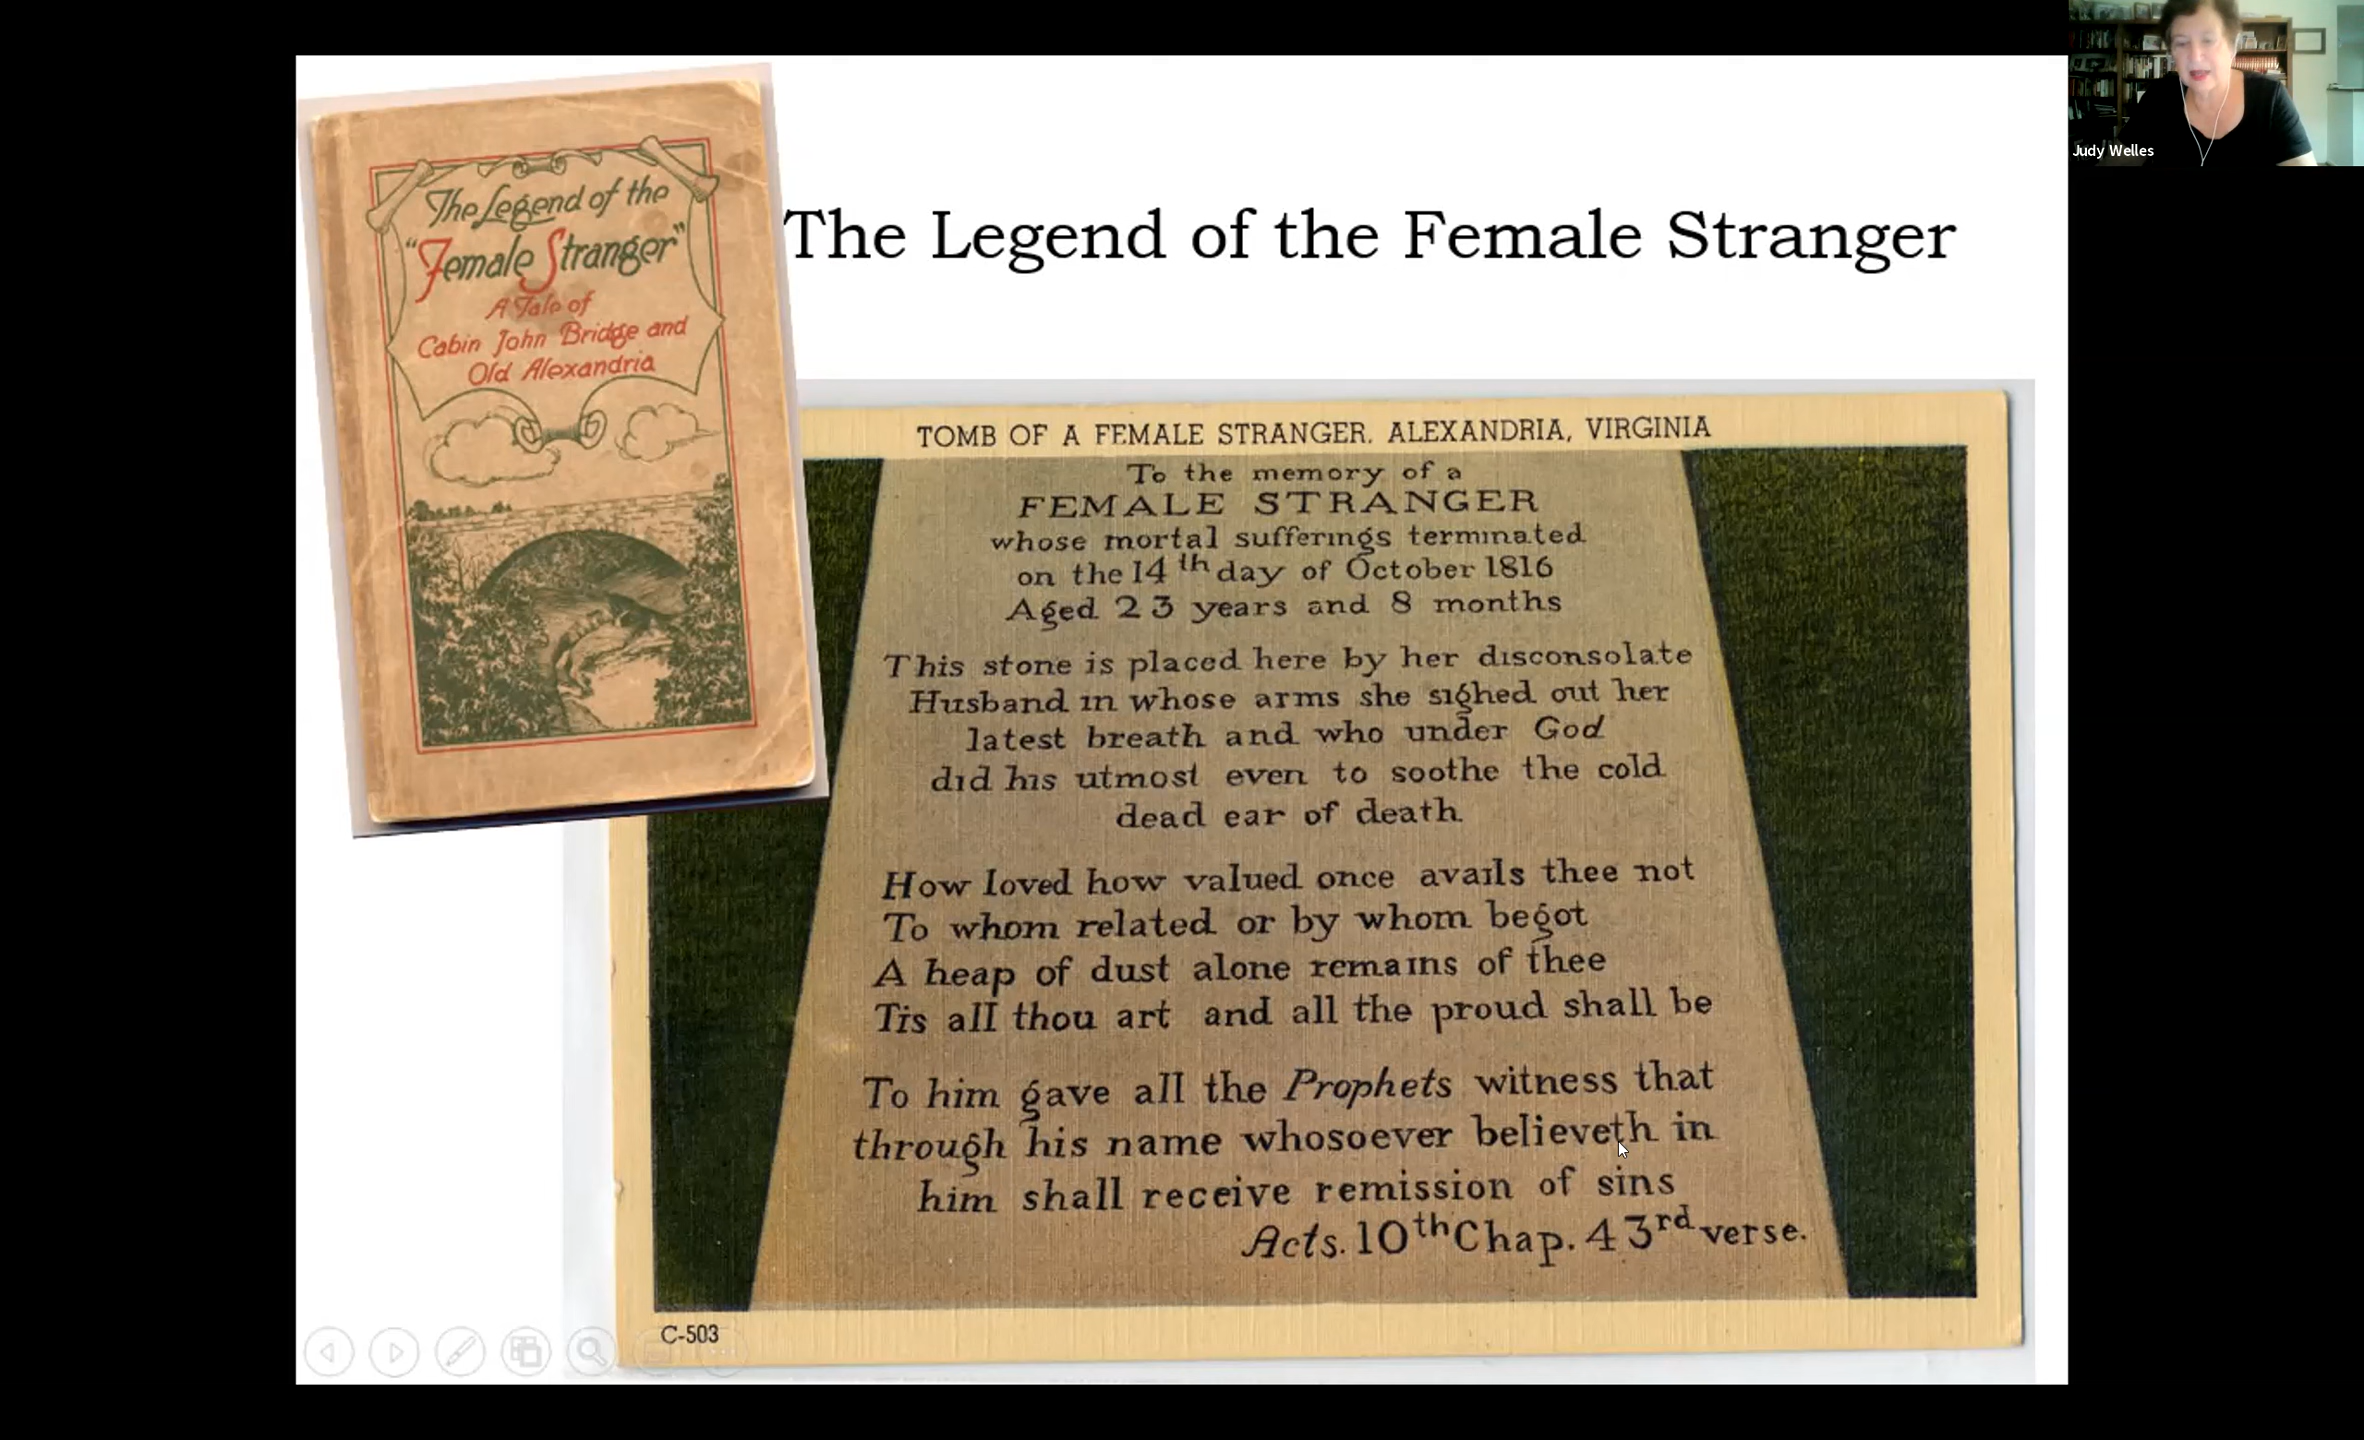 The Legend of the
"Female Stranger"
A Tale of
Cabin John Bridge and
Old Alexandria
The Legend of the Female Stranger
TOMB OF A FEMALE STRANGER. ALEXANDRIA, VIRGINIA
To the memory of a
FEMALE STRANGER
whose mortal sufferings terminated
on the 14th day of October 1816
Aged 23 years and 8 months
This stone is placed here by her disconsolate
Husband in whose arms she sighed out her
latest breath and who under God
did his utmost even to soothe the cold
dead ear of death.
How loved how valued once avails thee not
To whom related or by whom begot
A heap of dust alone remains of thee
Tis all thou art and all the proud shall be
To him gave all the Prophets witness that
through his name whosoever believeth in
him shall receive remission of sins
Acts. 10th Chap. 43rd verse.
C-503
Judy Welles